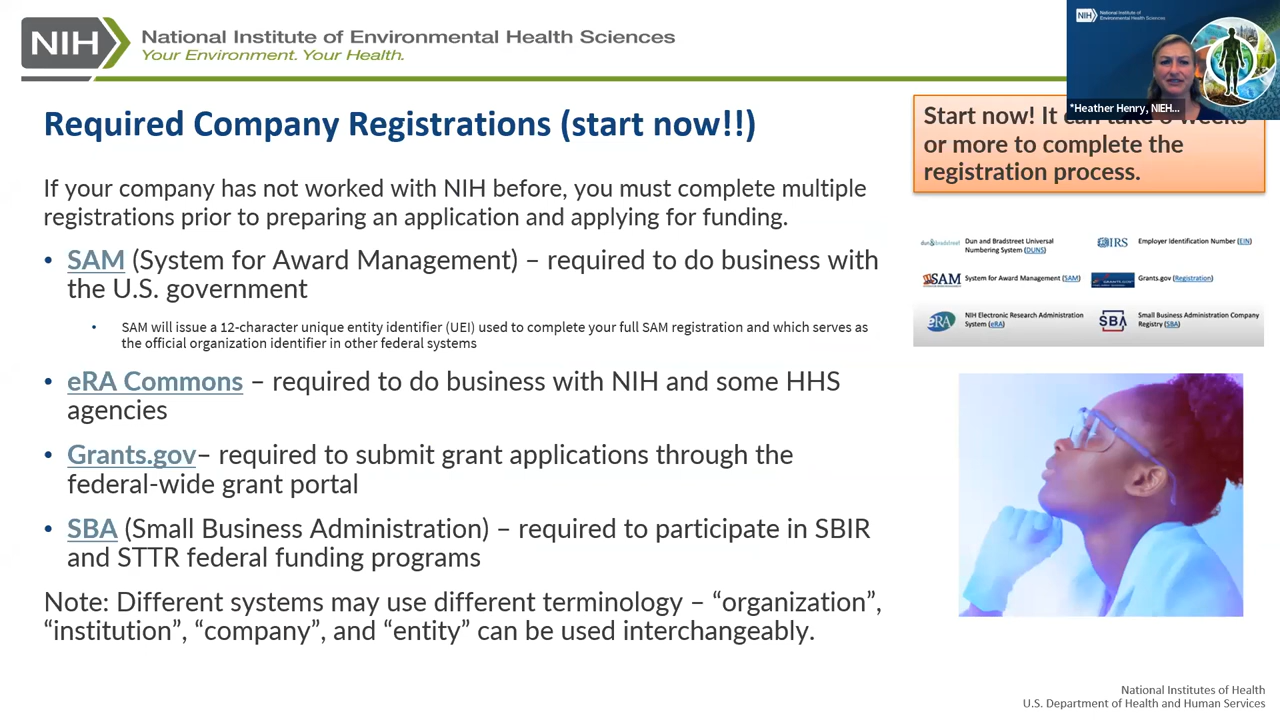 NIH
National Institute of Environmental Health Sciences
Your Environment. Your Health.
National Institute of
Environmental Health Sciences
*Heather Henry, NIEH...
Required Company Registrations (start now!!)
Start now! It can take 6 weeks
or more to complete the
registration process.
If your company has not worked with NIH before, you must complete multiple
registrations prior to preparing an application and applying for funding.
• SAM (System for Award Management) – required to do business with
the U.S. government
• SAM will issue a 12-character unique entity identifier (UEI) used to complete your full SAM registration and which serves as
the official organization identifier in other federal systems
• eRA Commons – required to do business with NIH and some HHS
agencies
• Grants.gov– required to submit grant applications through the
federal-wide grant portal
• SBA (Small Business Administration) – required to participate in SBIR
and STTR federal funding programs
Note: Different systems may use different terminology – “organization”,
“institution”, “company”, and “entity” can be used interchangeably.
dun & bradstreet
Dun and Bradstreet Universal
Numbering System (DUNS)
IRS
Employer Identification Number (EIN)
SAM
System for Award Management (SAM)
GRANTS.GOV
Grants.gov (Registration)
eRA
NIH Electronic Research Administration
System (eRA)
SBA
Small Business Administration Company
Registry (SBA)
National Institutes of Health
U.S. Department of Health and Human Services